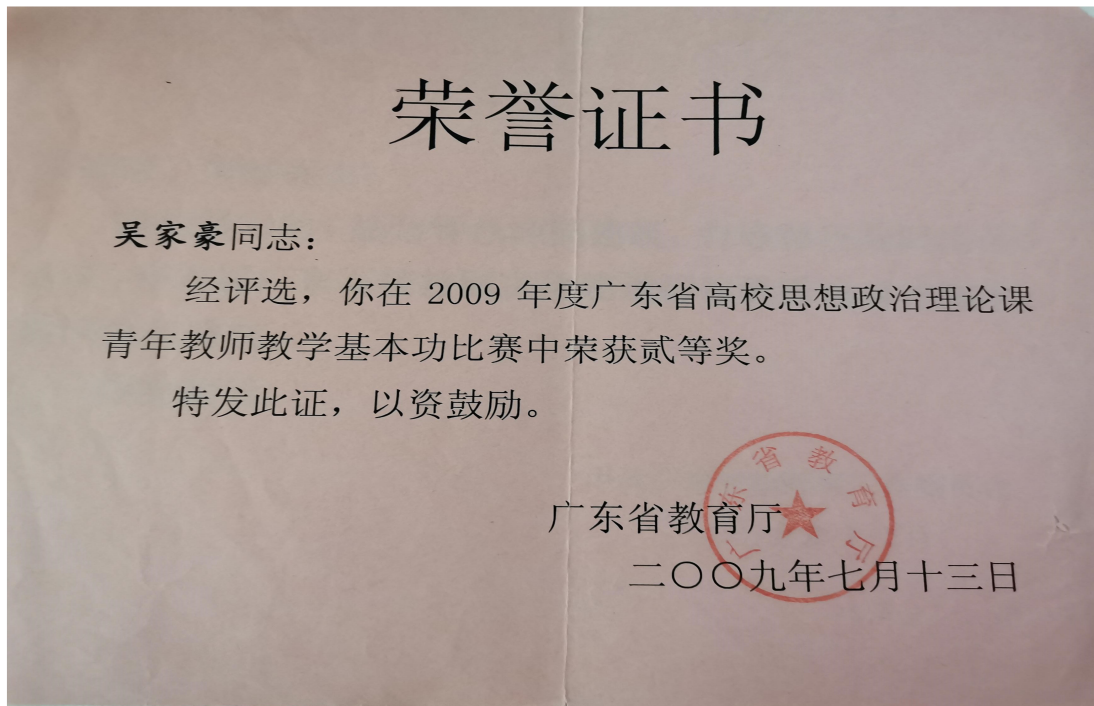 荣誉证书
吴家豪同志：
经评选，你在 2009 年度广东省高校思想政治理论课
青年教师教学基本功比赛中荣获贰等奖。
特发此证，以资鼓励。
广东省教育厅
广东省教育厅
二〇〇九年七月十三日